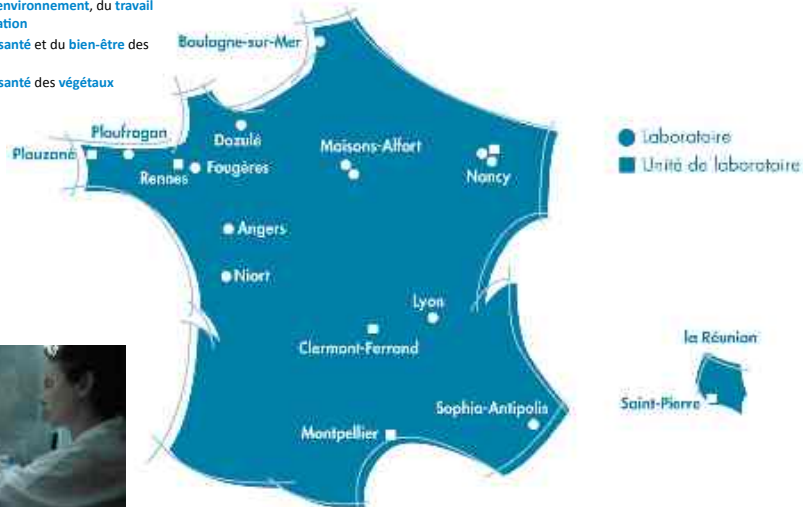 environnement, du travail
ation
santé et du bien-être des
santé des végétaux
Boulogne-sur-Mer
Ploufragan
Dozulé
Maisons-Alfort
Laboratoire
Plouzané
Rennes
Fougères
Nancy
Unité de laboratoire
Angers
Niort
Lyon
Clermont-Ferrand
la Réunion
Saint-Pierre
Sophia-Antipolis
Montpellier